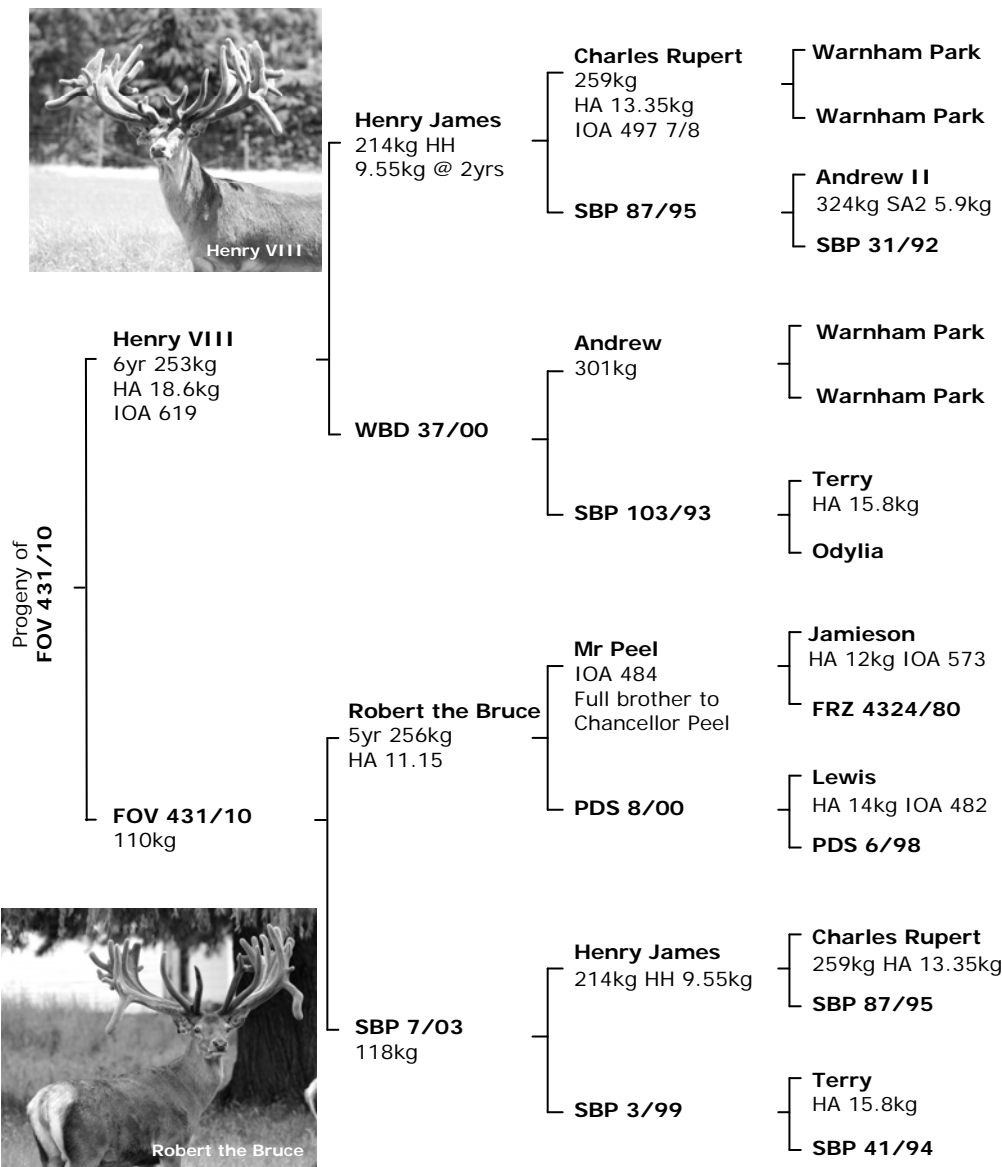 Henry VIII
Progeny of
FOV 431/10
Henry VIII
6yr 253kg
HA 18.6kg
IOA 619
FOV 431/10
110kg
Henry James
214kg HH
9.55kg @ 2yrs
WBD 37/00
Robert the Bruce
5yr 256kg
HA 11.15
SBP 7/03
118kg
Charles Rupert
259kg
HA 13.35kg
IOA 497 7/8
SBP 87/95
Andrew
301kg
SBP 103/93
Mr Peel
IOA 484
Full brother to
Chancellor Peel
PDS 8/00
Henry James
214kg HH 9.55kg
SBP 3/99
Warnham Park
Warnham Park
Andrew II
324kg SA2 5.9kg
SBP 31/92
Warnham Park
Warnham Park
Terry
HA 15.8kg
Odylia
Jamieson
HA 12kg IOA 573
FRZ 4324/80
Lewis
HA 14kg IOA 482
PDS 6/98
Charles Rupert
259kg HA 13.35kg
SBP 87/95
Terry
HA 15.8kg
SBP 41/94
Robert the Bruce